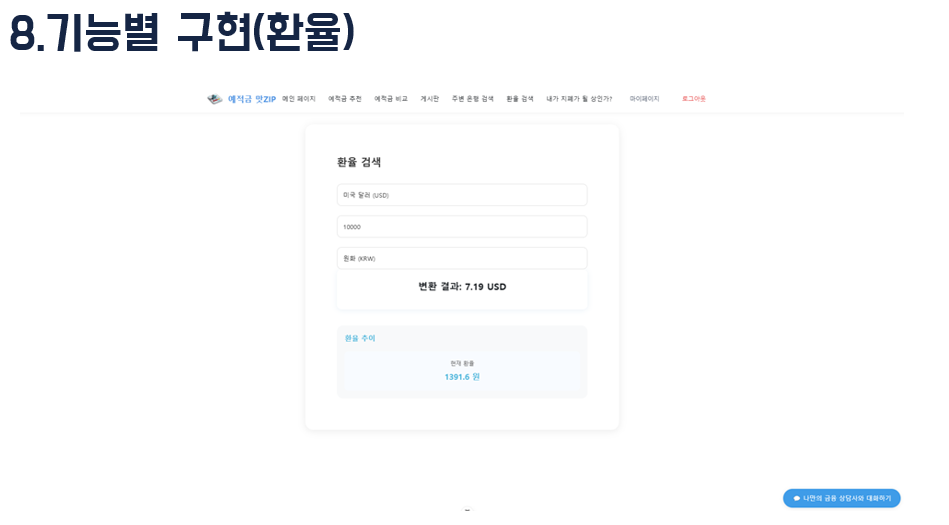 8.기능별 구현(환율)
예적금 맛ZIP 메인 페이지 예적금 추천 예적금 비교 게시판 주변 은행 검색 환율 검색 내가 지폐가 될 상인가? 마이페이지 로그아웃
환율 검색
미국 달러 (USD)
10000
원화 (KRW)
변환 결과: 7.19 USD
환율 추이
현재 환율
1391.6 원
나만의 금융 상담사와 대화하기